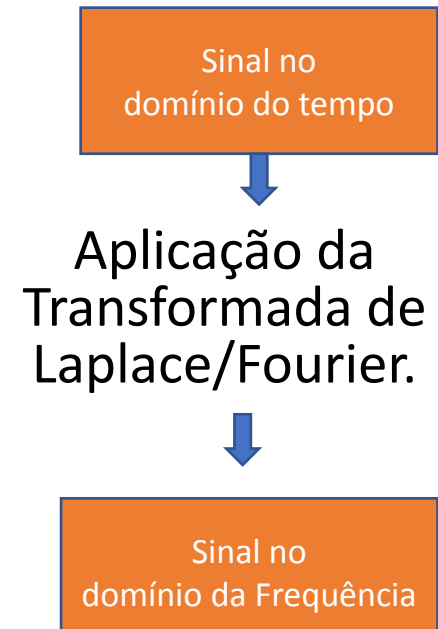 Sinal no
domínio do tempo
Aplicação da
Transformada de
Laplace/Fourier.
Sinal no
domínio da Frequência